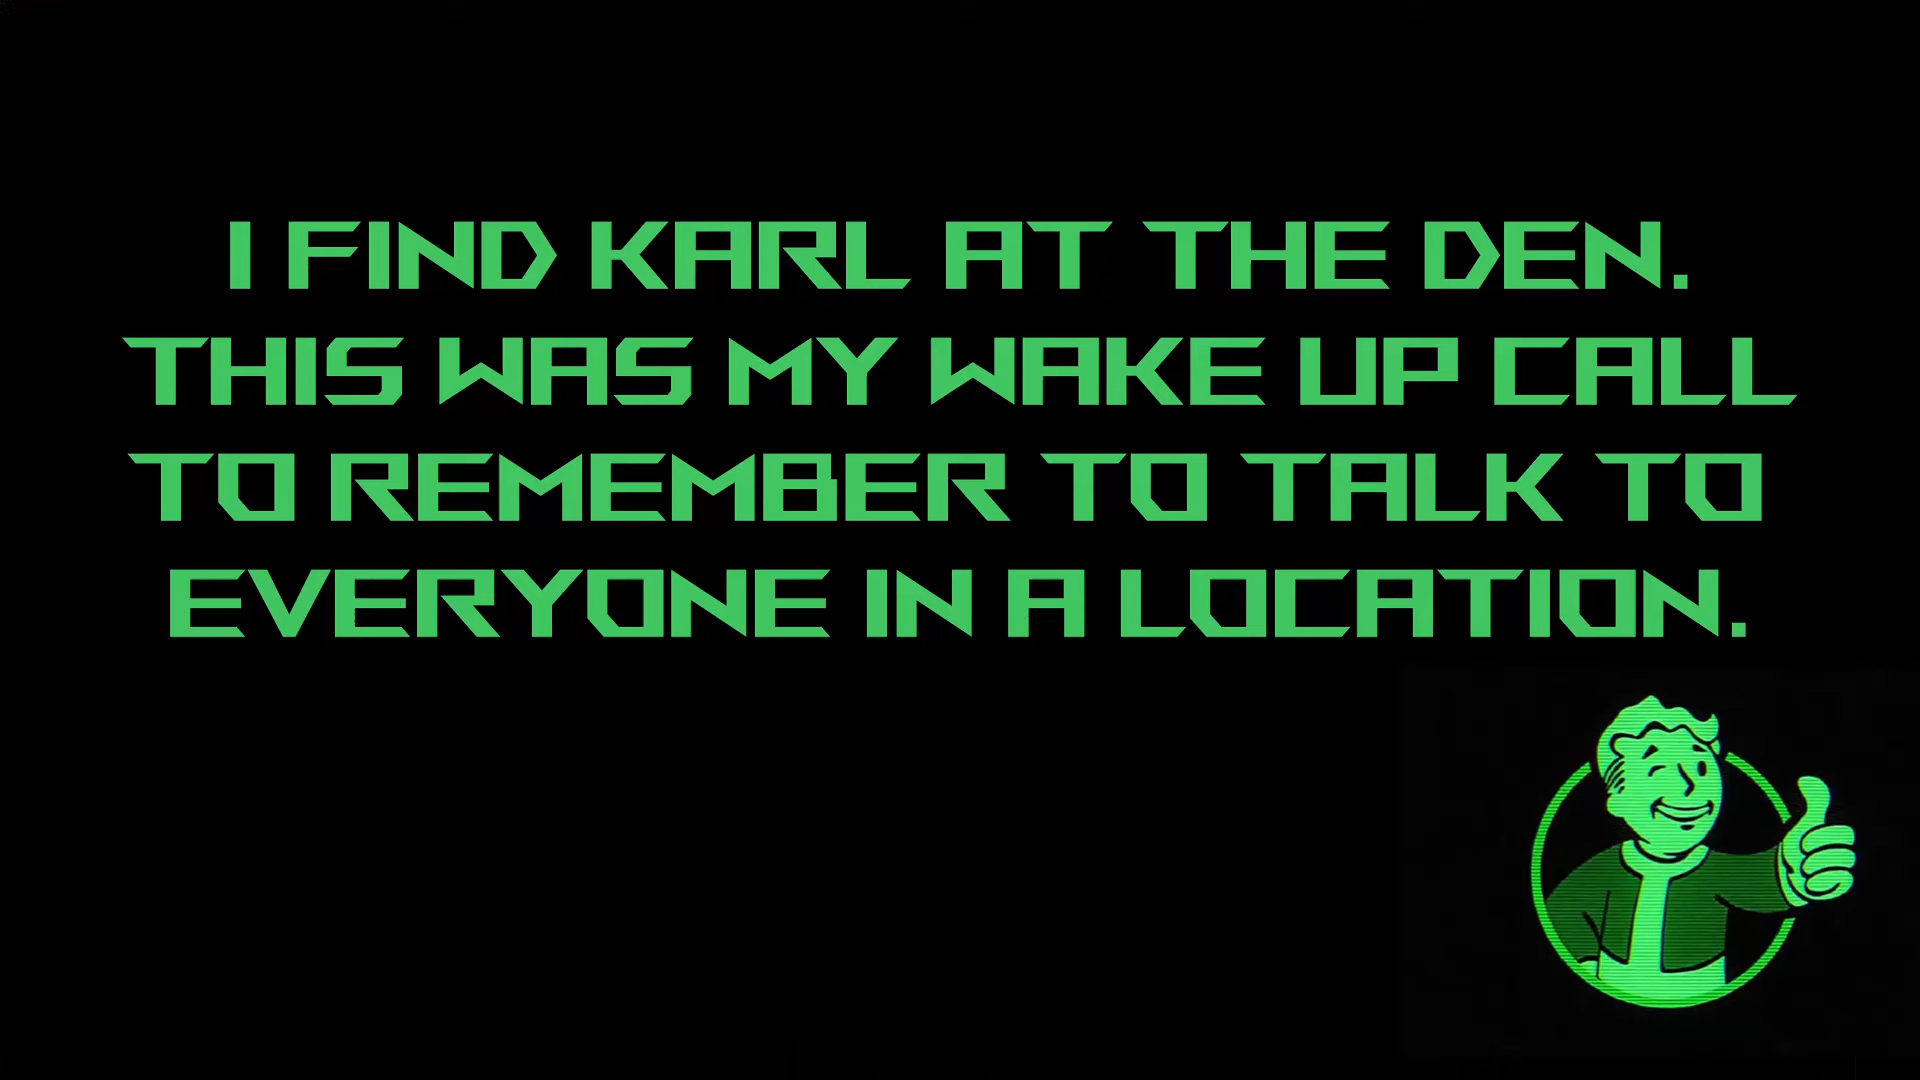 I FIND KARL AT THE DEN.
THIS WAS MY WAKE UP CALL
TO REMEMBER TO TALK TO
EVERYONE IN A LOCATION.